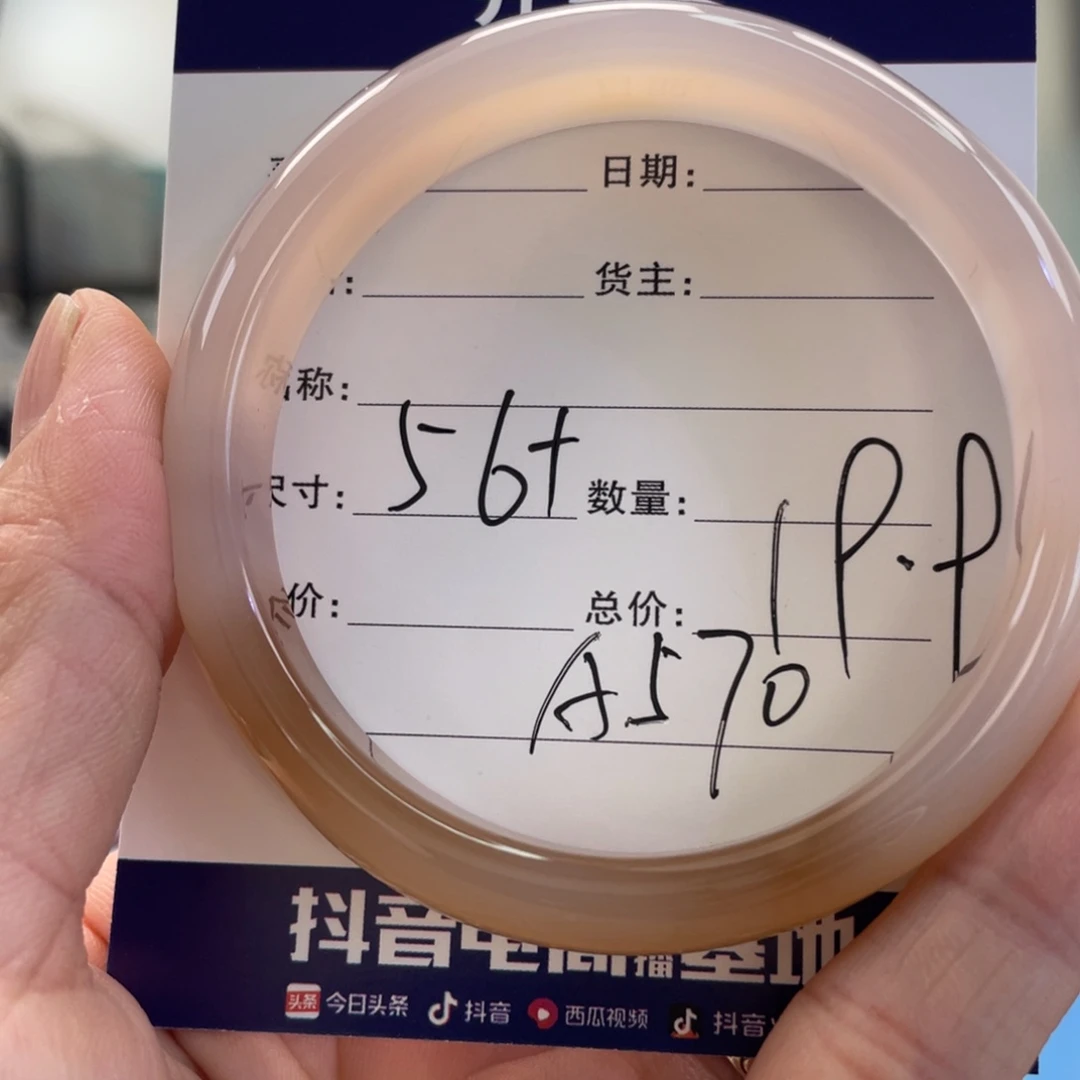 日期:
货主:
称:
尺寸: 56+ 数量: 1P.P
价: 总价:
A570
抖音电商直播基地
头条 今日头条 抖音 西瓜视频 抖音